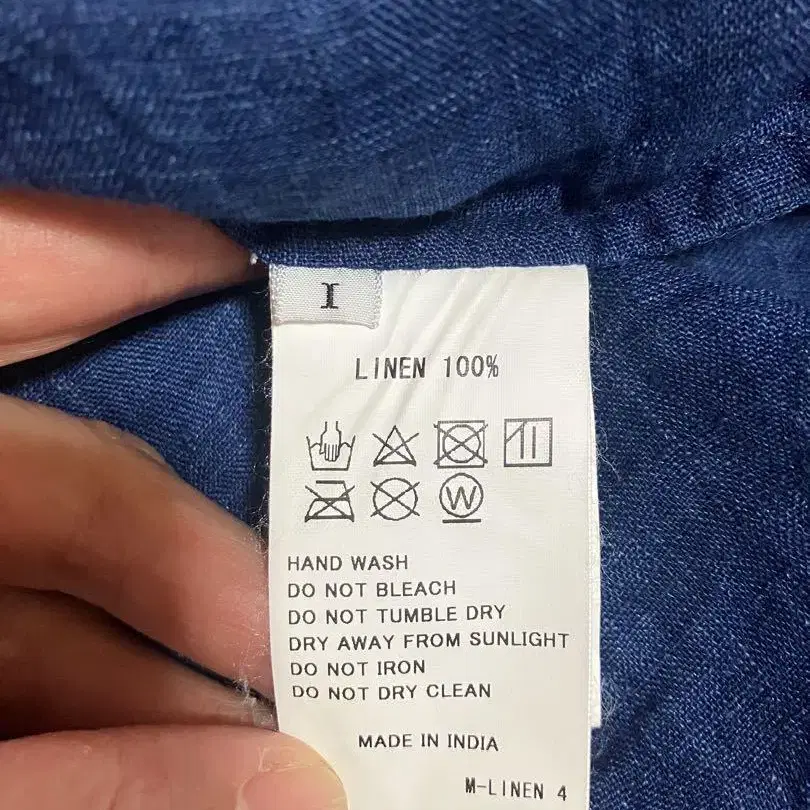 I
LINEN 100%
W
HAND WASH
DO NOT BLEACH
DO NOT TUMBLE DRY
DRY AWAY FROM SUNLIGHT
DO NOT IRON
DO NOT DRY CLEAN
MADE IN INDIA
M-LINEN 4